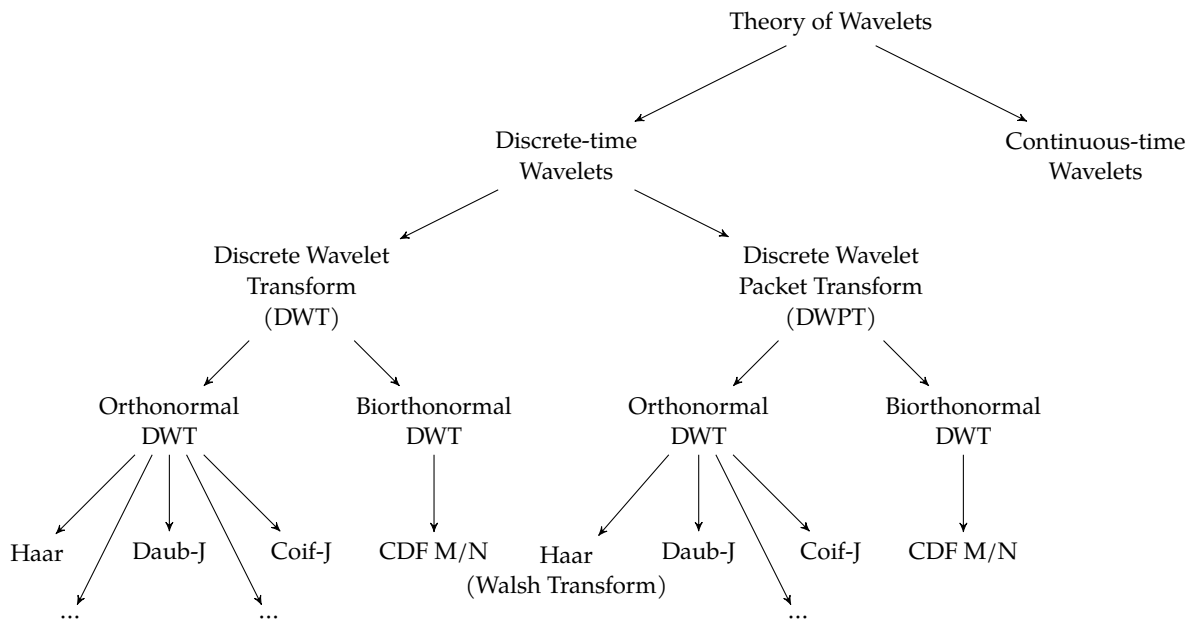 Theory of Wavelets
Discrete-time
Wavelets
Continuous-time
Wavelets
Discrete Wavelet
Transform
(DWT)
Discrete Wavelet
Packet Transform
(DWPT)
Orthonormal
DWT
Biorthonormal
DWT
Orthonormal
DWT
Biorthonormal
DWT
Haar
Daub-J
Coif-J
CDF M/N
Haar
(Walsh Transform)
Daub-J
Coif-J
CDF M/N
...
...
...